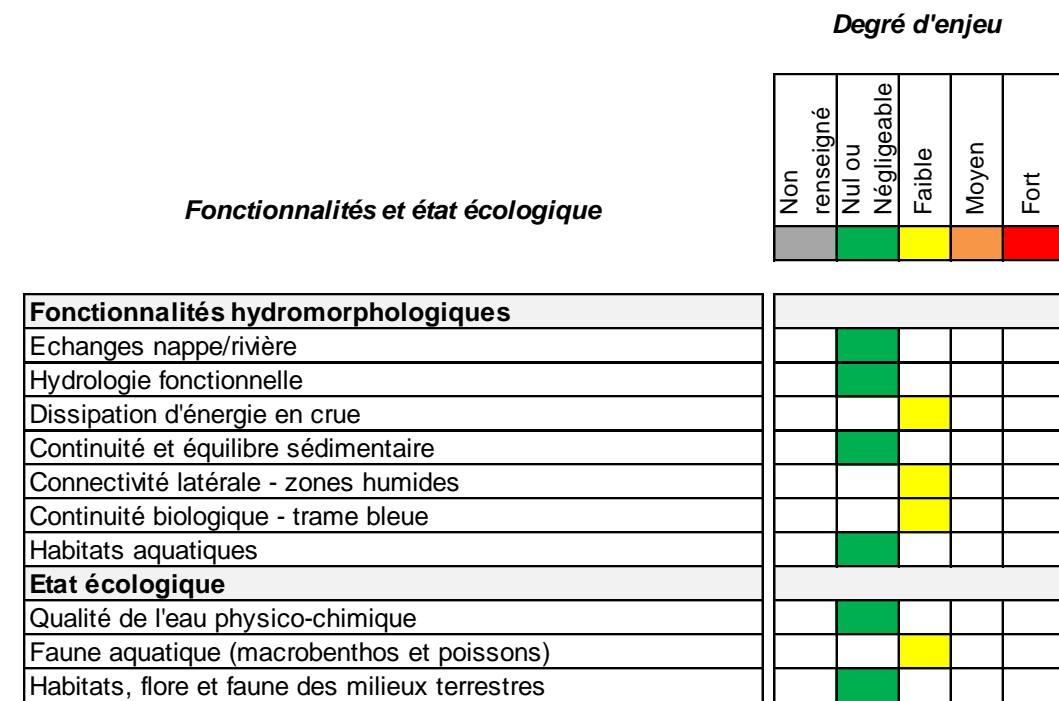 Degré d'enjeu
Non
renseigné
Nul ou
Négligeable
Faible
Moyen
Fort
Fonctionnalités et état écologique
Fonctionnalités hydromorphologiques
Echanges nappe/rivière
Hydrologie fonctionnelle
Dissipation d'énergie en crue
Continuité et équilibre sédimentaire
Connectivité latérale - zones humides
Continuité biologique - trame bleue
Habitats aquatiques
Etat écologique
Qualité de l'eau physico-chimique
Faune aquatique (macrobenthos et poissons)
Habitats, flore et faune des milieux terrestres